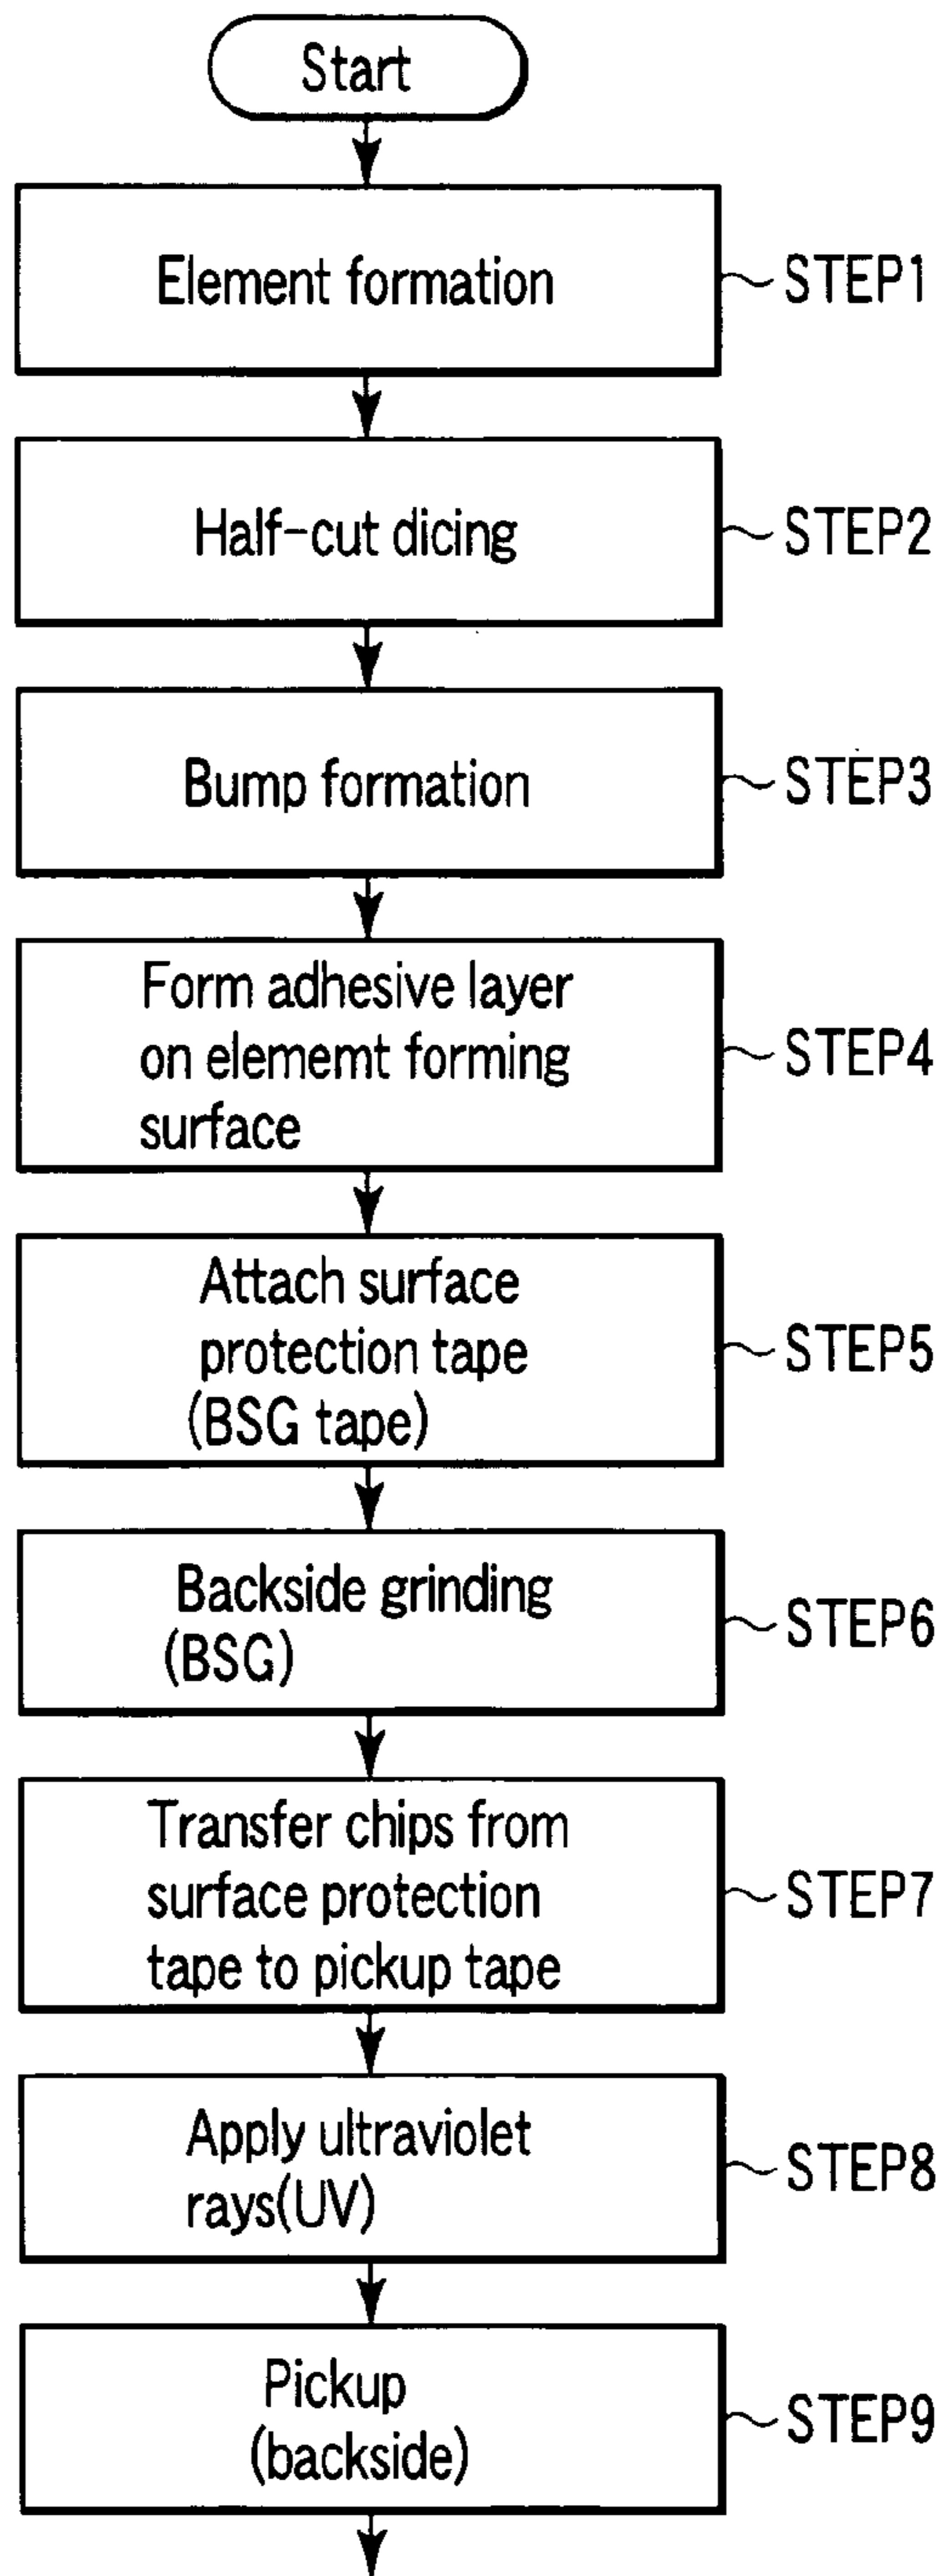 Start
Element formation
STEP1
Half-cut dicing
STEP2
Bump formation
STEP3
Form adhesive layer
on elememt forming
surface
STEP4
Attach surface
protection tape
(BSG tape)
STEP5
Backside grinding
(BSG)
STEP6
Transfer chips from
surface protection
tape to pickup tape
STEP7
Apply ultraviolet
rays(UV)
STEP8
Pickup
(backside)
STEP9